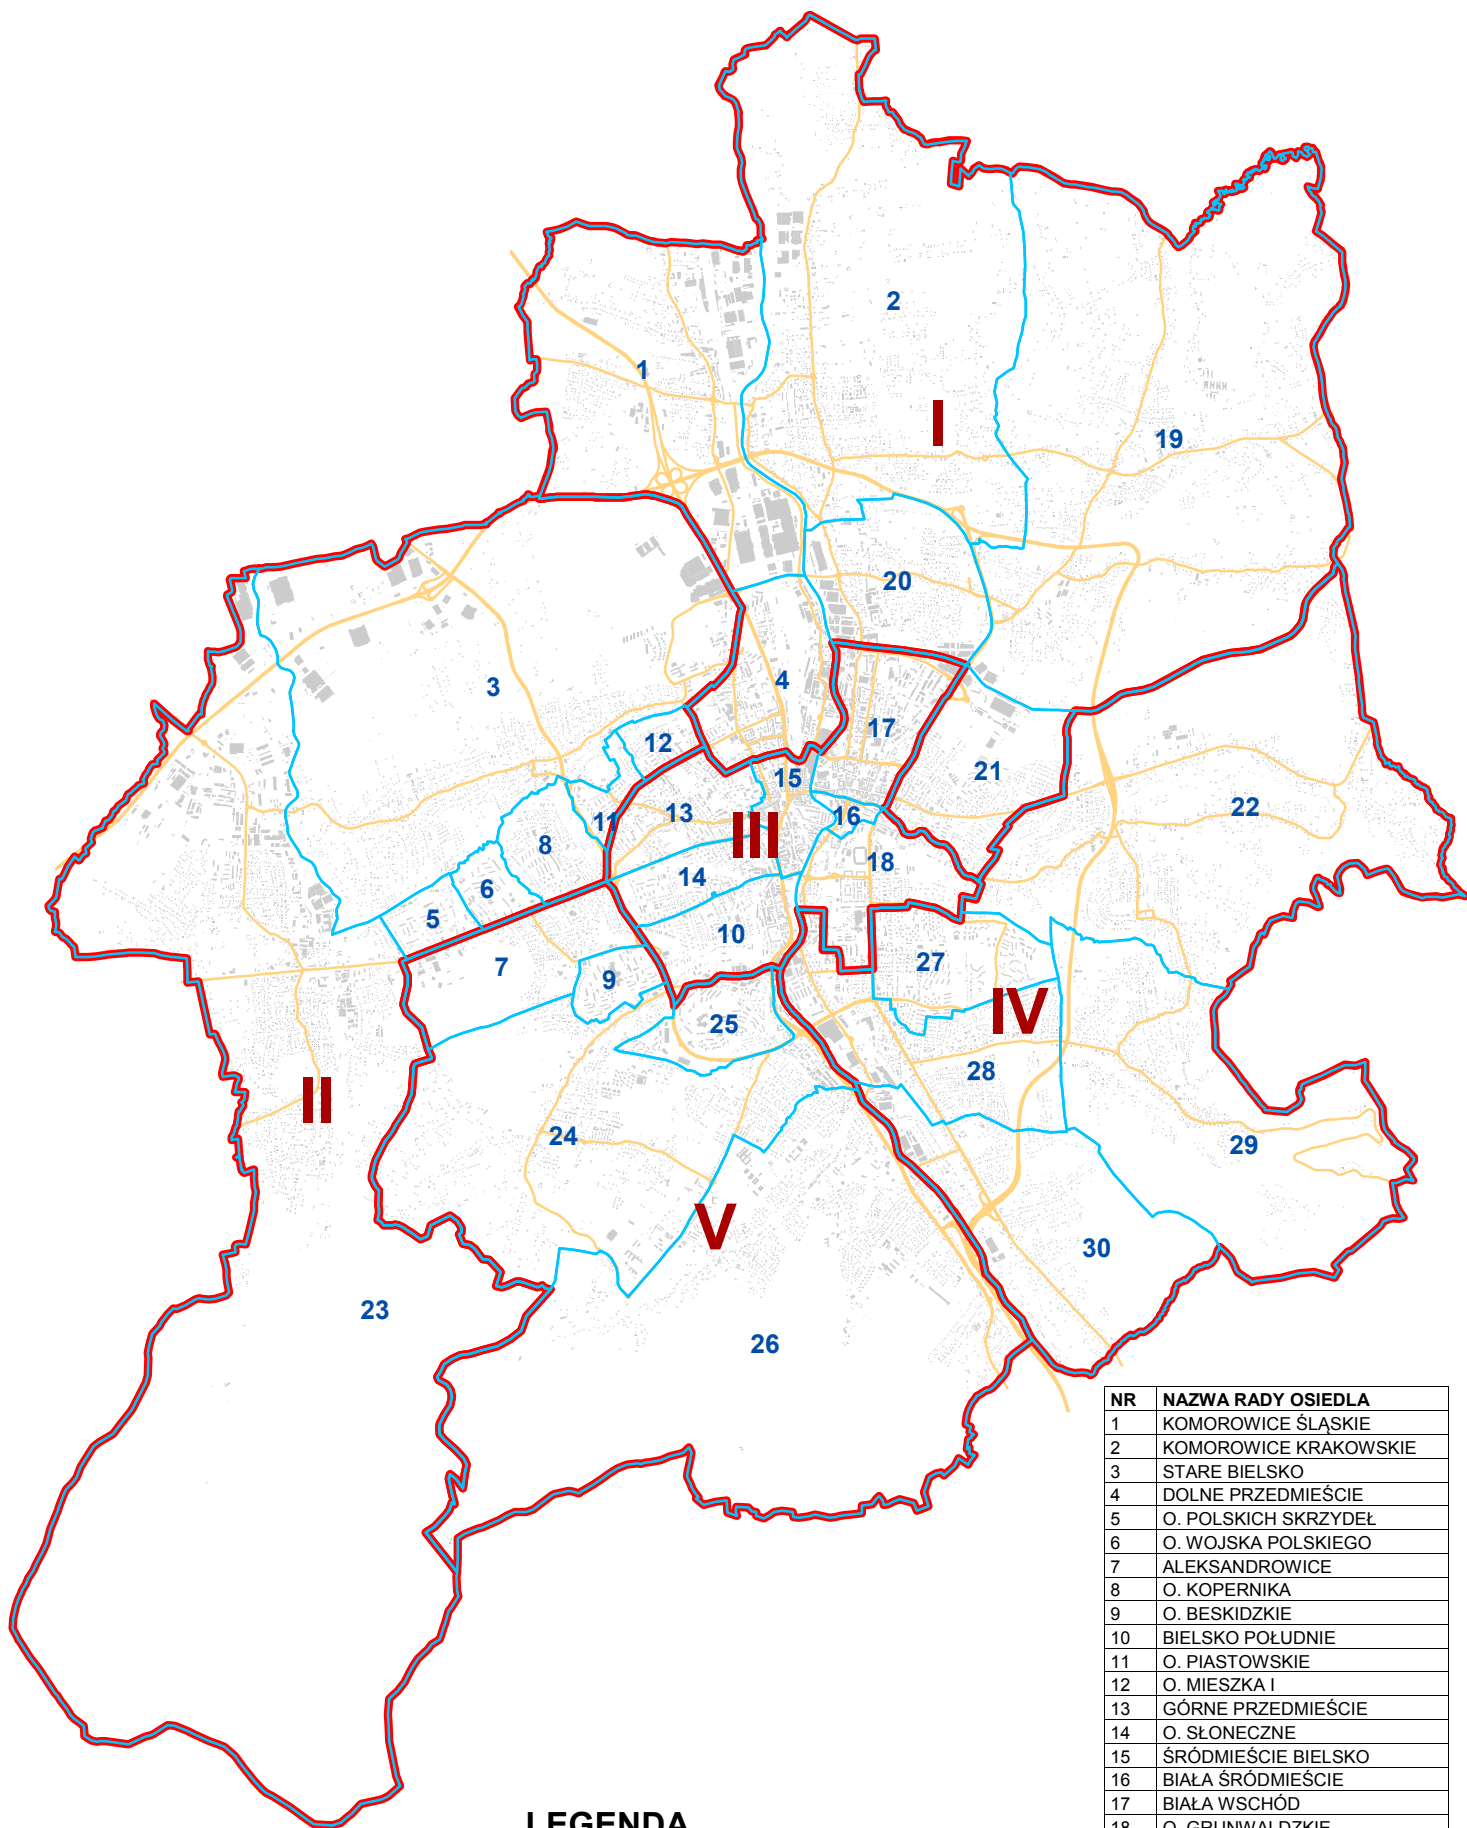 2
1
I
19
20
3
4
17
12
15
21
13
11
16
22
III
8
18
14
6
5
10
7
27
9
IV
25
28
II
24
29
V
30
23
26
NR NAZWA RADY OSIEDLA
1 KOMOROWICE ŚLĄSKIE
2 KOMOROWICE KRAKOWSKIE
3 STARE BIELSKO
4 DOLNE PRZEDMIEŚCIE
5 O. POLSKICH SKRZYDEŁ
6 O. WOJSKA POLSKIEGO
7 ALEKSANDROWICE
8 O. KOPERNIKA
9 O. BESKIDZKIE
10 BIELSKO POŁUDNIE
11 O. PIASTOWSKIE
12 O. MIESZKA I
13 GÓRNE PRZEDMIEŚCIE
14 O. SŁONECZNE
15 ŚRÓDMIEŚCIE BIELSKO
16 BIAŁA ŚRÓDMIEŚCIE
17 BIAŁA WSCHÓD
18 O. GRUNWALDZKIE
LEGENDA